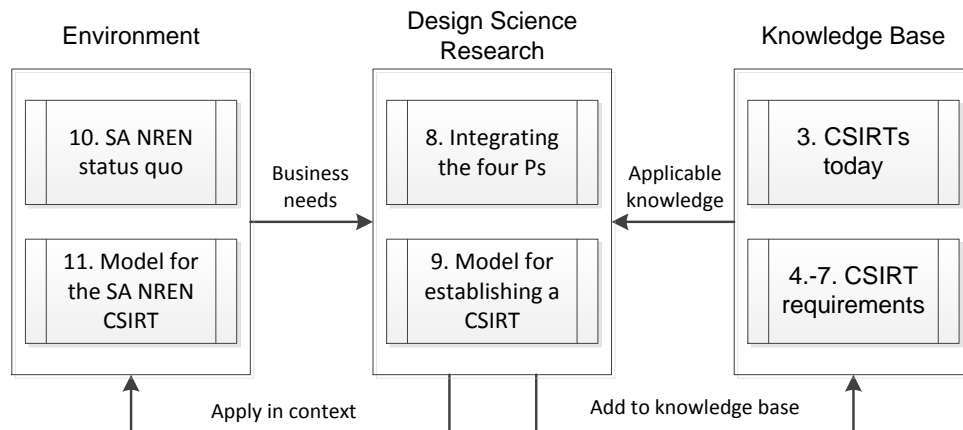 Environment
Design Science
Research
Knowledge Base
10. SA NREN
status quo
11. Model for
the SA NREN
CSIRT
Business
needs
8. Integrating
the four Ps
9. Model for
establishing a
CSIRT
Applicable
knowledge
3. CSIRTs
today
4.-7. CSIRT
requirements
Apply in context
Add to knowledge base